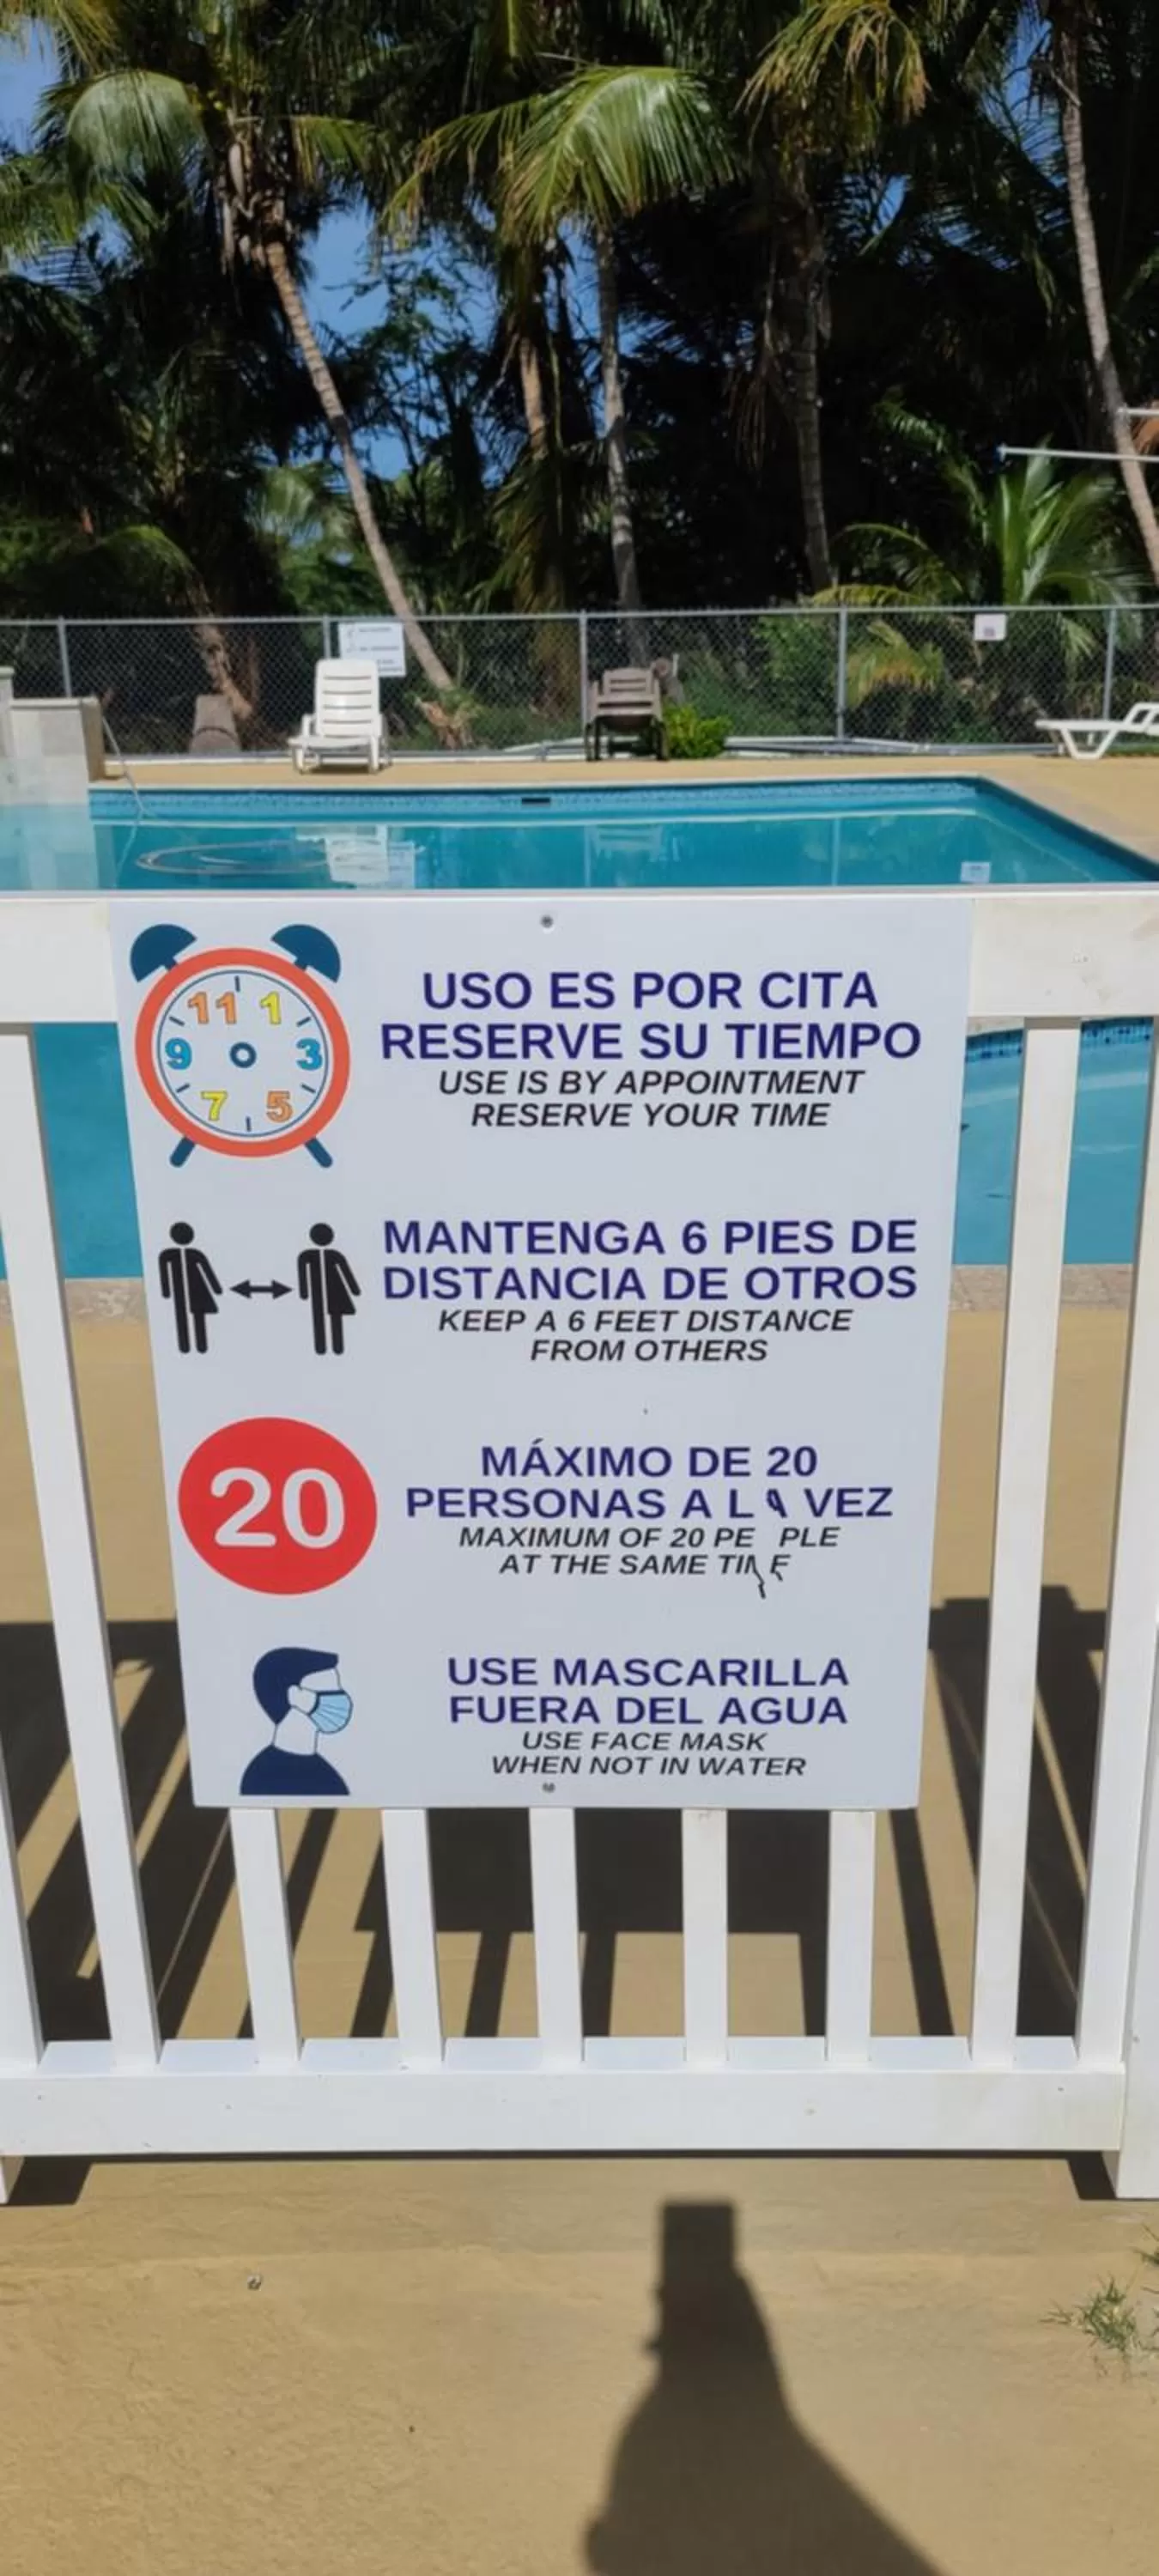 11 1
9 3
7 5
USO ES POR CITA
RESERVE SU TIEMPO
USE IS BY APPOINTMENT
RESERVE YOUR TIME
MANTENGA 6 PIES DE
DISTANCIA DE OTROS
KEEP A 6 FEET DISTANCE
FROM OTHERS
20
MÁXIMO DE 20
PERSONAS A LA VEZ
MAXIMUM OF 20 PE PLE
AT THE SAME
USE MASCARILLA
FUERA DEL AGUA
USE FACE MASK
WHEN NOT IN WATER